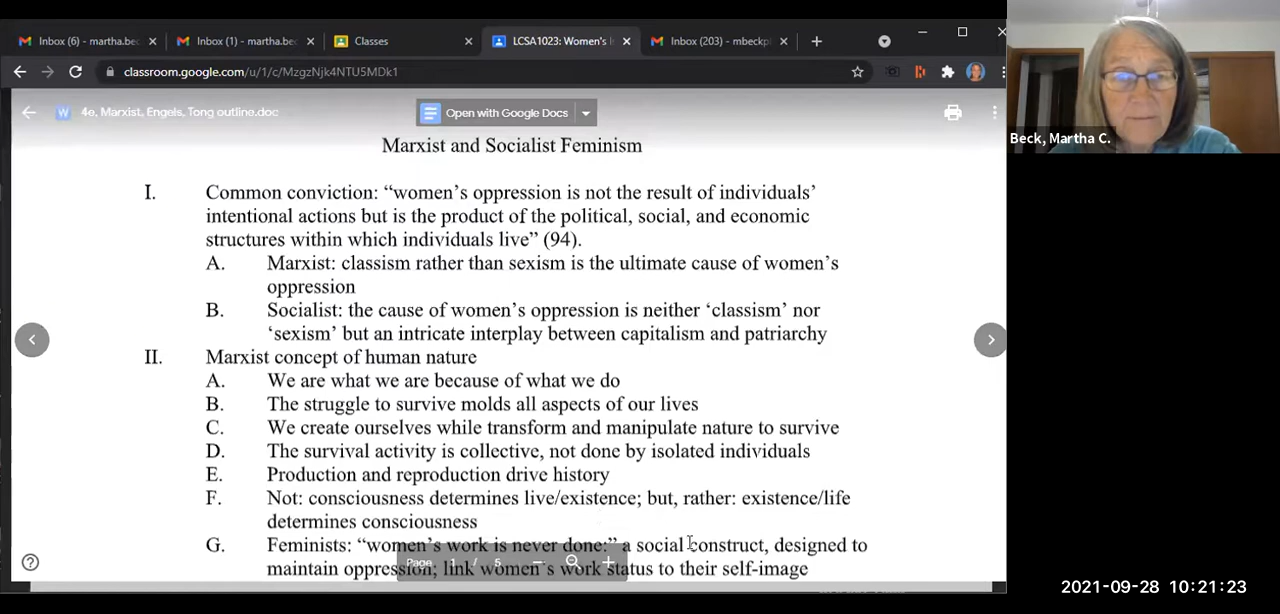 Inbox (6) - martha.bec
Inbox (1) - martha.bec
Classes
LCSA1023: Women's I
Inbox (203) - mbeckp
classroom.google.com/u/1/c/MzgzNjk4NTU5MDk1
4e, Marxist, Engels, Tong outline.doc
Open with Google Docs
Beck, Martha C.
Marxist and Socialist Feminism
I. Common conviction: “women’s oppression is not the result of individuals’
intentional actions but is the product of the political, social, and economic
structures within which individuals live” (94).
A. Marxist: classism rather than sexism is the ultimate cause of women’s
oppression
B. Socialist: the cause of women’s oppression is neither ‘classism’ nor
‘sexism’ but an intricate interplay between capitalism and patriarchy
II. Marxist concept of human nature
A. We are what we are because of what we do
B. The struggle to survive molds all aspects of our lives
C. We create ourselves while transform and manipulate nature to survive
D. The survival activity is collective, not done by isolated individuals
E. Production and reproduction drive history
F. Not: consciousness determines live/existence; but, rather: existence/life
determines consciousness
G. Feminists: “women’s work is never done:” a social construct, designed to
maintain oppression; link women’s work status to their self-image
Page 1 / 5
2021-09-28 10:21:23